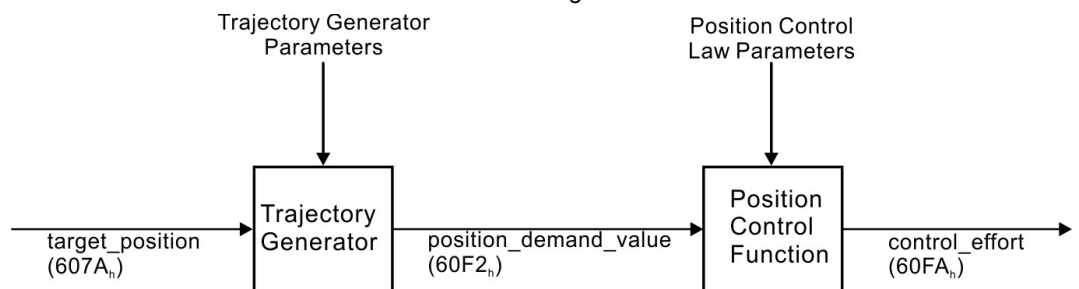 Trajectory Generator
Parameters
Position Control
Law Parameters
Trajectory
Generator
Position
Control
Function
target_position
(607Ah)
position_demand_value
(60F2h)
control_effort
(60FAh)